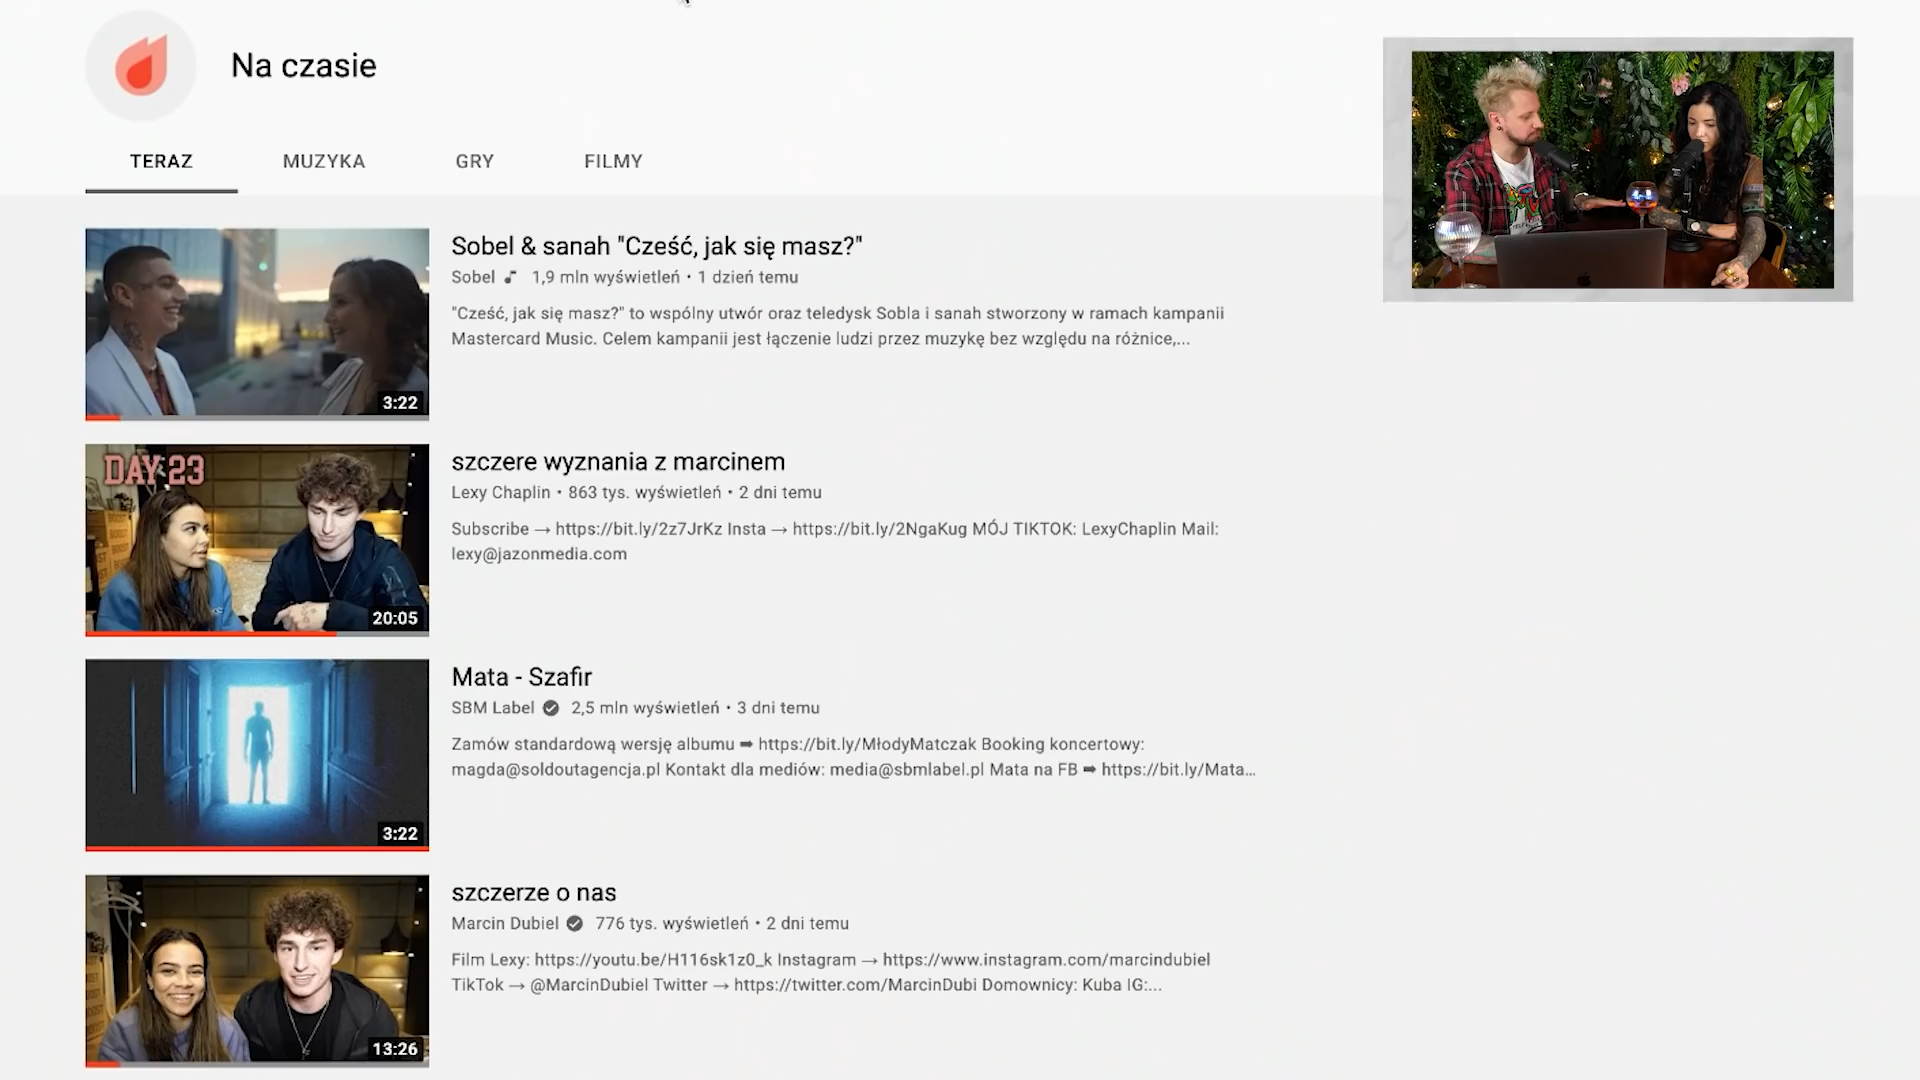 Na czasie
TERAZ
MUZYKA
GRY
FILMY
Sobel & sanah "Cześć, jak się masz?"
Sobel 1,9 mln wyświetleń • 1 dzień temu
"Cześć, jak się masz?" to wspólny utwór oraz teledysk Sobla i sanah stworzony w ramach kampanii
Mastercard Music. Celem kampanii jest łączenie ludzi przez muzykę bez względu na różnice,...
3:22
DAY 23
20:05
szczere wyznania z marcinem
Lexy Chaplin • 863 tys. wyświetleń • 2 dni temu
Subscribe → https://bit.ly/2z7JrKz Insta → https://bit.ly/2NgaKug MÓJ TIKTOK: LexyChaplin Mail:
lexy@jazonmedia.com
Mata - Szafir
SBM Label 2,5 mln wyświetleń • 3 dni temu
Zamów standardową wersję albumu ➡ https://bit.ly/MłodyMatczak Booking koncertowy:
magda@soldoutagencja.pl Kontakt dla mediów: media@sbmlabel.pl Mata na FB ➡ https://bit.ly/Mata...
3:22
szczerze o nas
Marcin Dubiel 776 tys. wyświetleń • 2 dni temu
Film Lexy: https://youtu.be/H116sk1z0_k Instagram → https://www.instagram.com/marcindubiel
TikTok → @MarcinDubiel Twitter → https://twitter.com/MarcinDubi Domownicy: Kuba IG:...
13:26